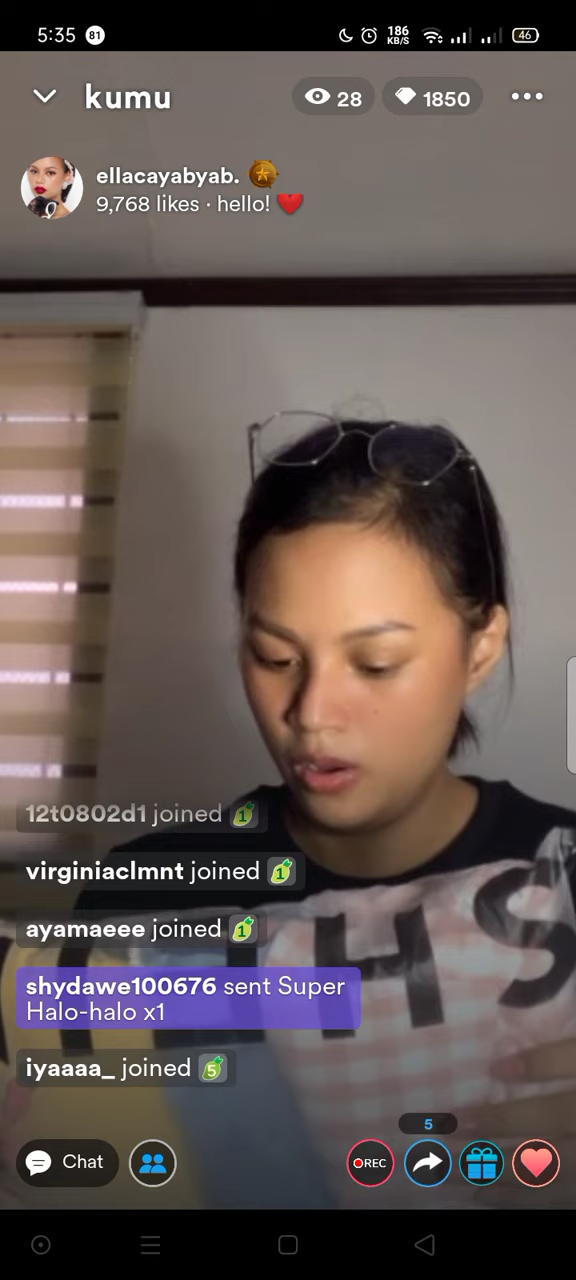 5:35 81 186 KB/S 46
kumu 28 1850
ellacayabyab.
9,768 likes · hello!
12t0802d1 joined 1
virginiaclmnt joined 1
ayamaeee joined 1
shydawe100676 sent Super
Halo-halo x1
iyaaaa_ joined 5
5
Chat REC